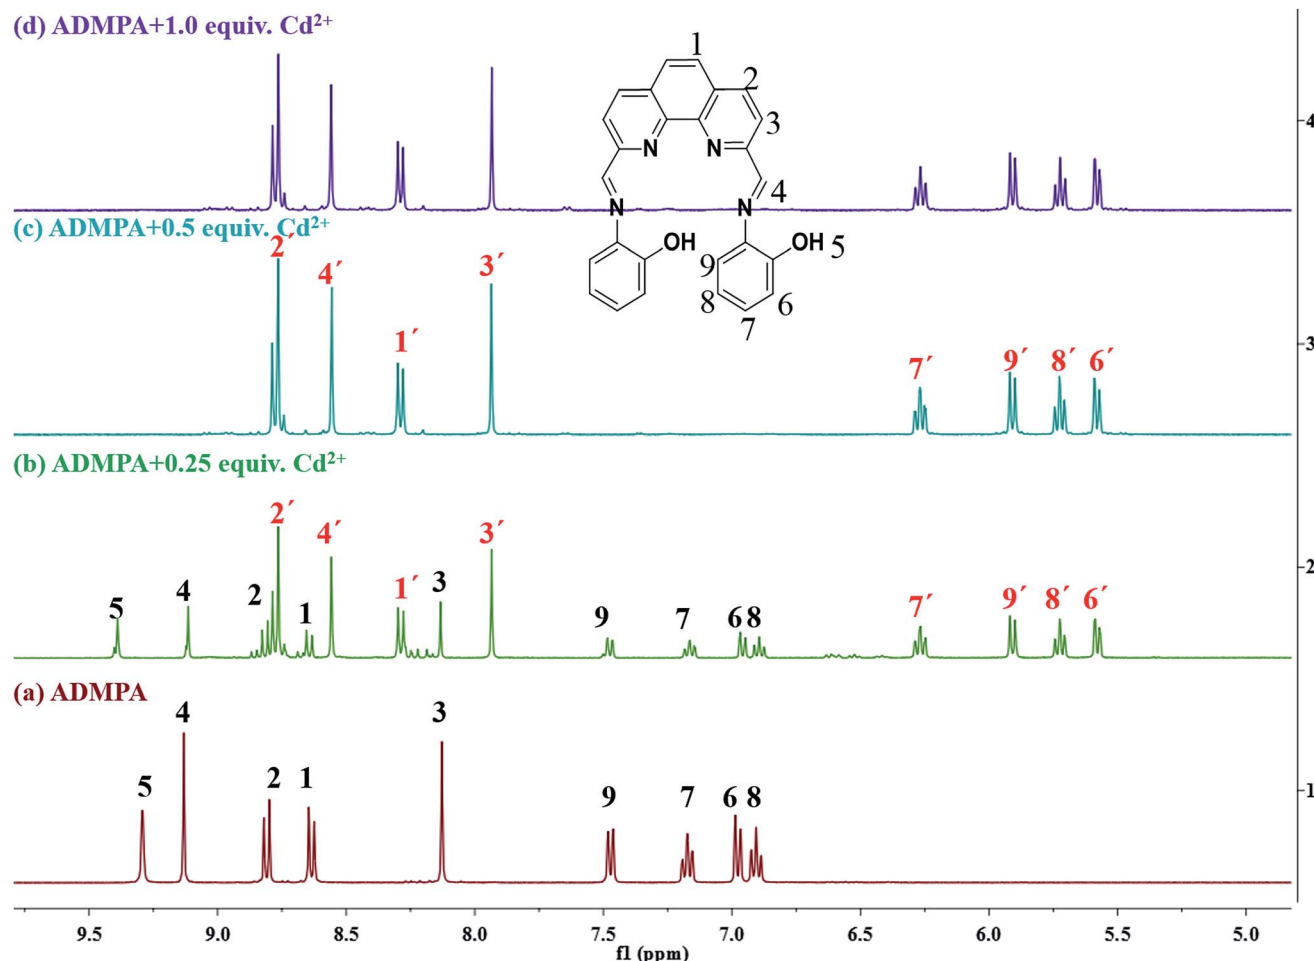 (d) ADMPA+1.0 equiv. Cd²⁺
1
2
3
N N
4
N N
OH OH 5
9
8 6
7
4
(c) ADMPA+0.5 equiv. Cd²⁺
2´ 4´ 1´ 3´ 7´ 9´ 8´ 6´
3
(b) ADMPA+0.25 equiv. Cd²⁺
5 4 2 2´ 1 4´ 1´ 3 3´ 9 7 6 8 7´ 9´ 8´ 6´
2
(a) ADMPA
5 4 2 1 3 9 7 6 8
1
9.5 9.0 8.5 8.0 7.5 7.0 6.5 6.0 5.5 5.0
f1 (ppm)